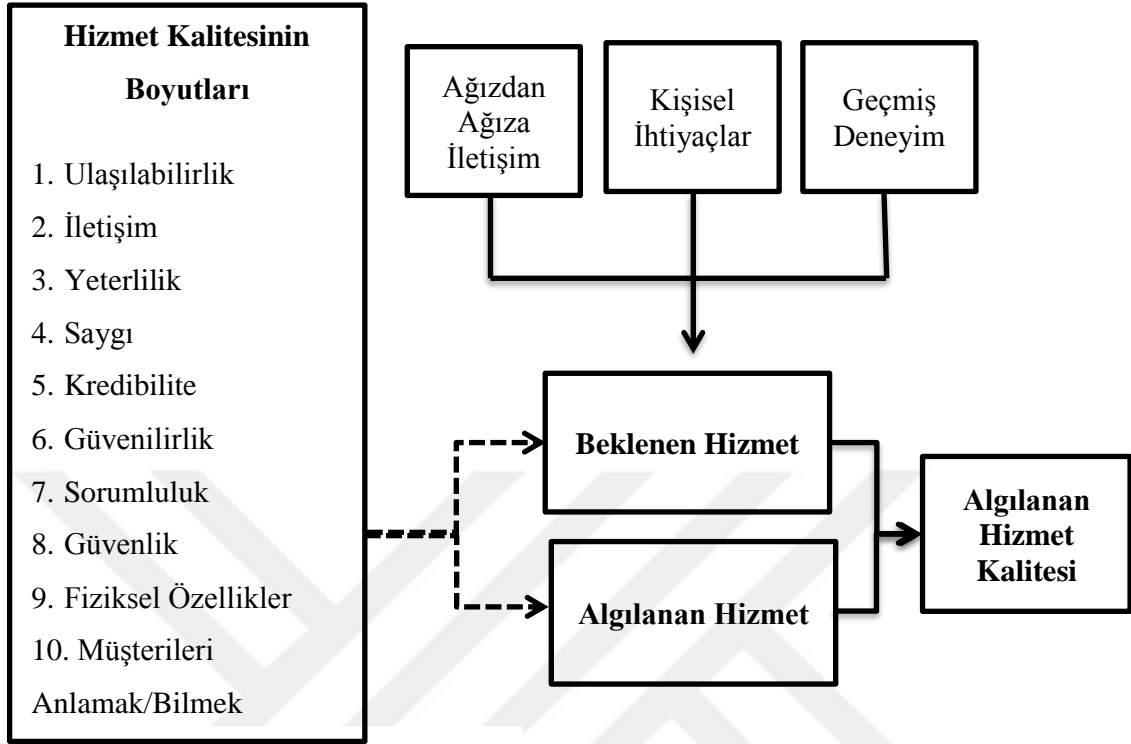 Hizmet Kalitesinin
Boyutları
1. Ulaşılabilirlik
2. İletişim
3. Yeterlilik
4. Saygı
5. Kredibilite
6. Güvenilirlik
7. Sorumluluk
8. Güvenlik
9. Fiziksel Özellikler
10. Müşterileri
Anlamak/Bilmek
Ağızdan
Ağıza
İletişim
Kişisel
İhtiyaçlar
Geçmiş
Deneyim
Beklenen Hizmet
Algılanan Hizmet
Algılanan
Hizmet
Kalitesi